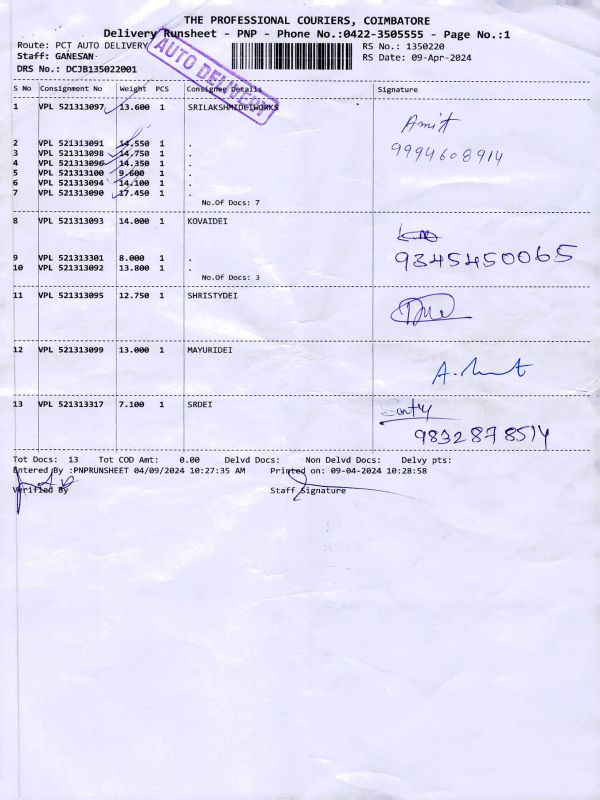 THE PROFESSIONAL COURIERS, COIMBATORE
Delivery Runsheet - PNP - Phone No.:0422-3505555 - Page No.:1
Route: PCT AUTO DELIVERY
RS No.: 1350220
Staff: GANESAN
RS Date: 09-Apr-2024
DRS No.: DCJB135022001
AUTO DELIVERY
S No Consignment No Weight PCS Consignee Details Signature
1 VPL 521313097 13.600 1 SRILAKSHMIDEIWORKS
Amit
9994608914
2 VPL 521313091 14.550 1 .
3 VPL 521313098 14.750 1 .
4 VPL 521313096 14.350 1 .
5 VPL 521313100 9.600 1 .
6 VPL 521313094 14.100 1 .
7 VPL 521313090 17.450 1 .
No.Of Docs: 7
8 VPL 521313093 14.000 1 KOVAIDEI
9345450065
9 VPL 521313301 8.000 1 .
10 VPL 521313092 13.800 1 .
No.Of Docs: 3
11 VPL 521313095 12.750 1 SHRISTYDEI
12 VPL 521313099 13.000 1 MAYURIDEI
13 VPL 521313317 7.100 1 SRDEI
9832878514
Tot Docs: 13 Tot COD Amt: 0.00 Delvd Docs: Non Delvd Docs: Delvy pts:
Entered By :PNPRUNSHEET 04/09/2024 10:27:35 AM Printed on: 09-04-2024 10:28:58
Verified By Staff Signature